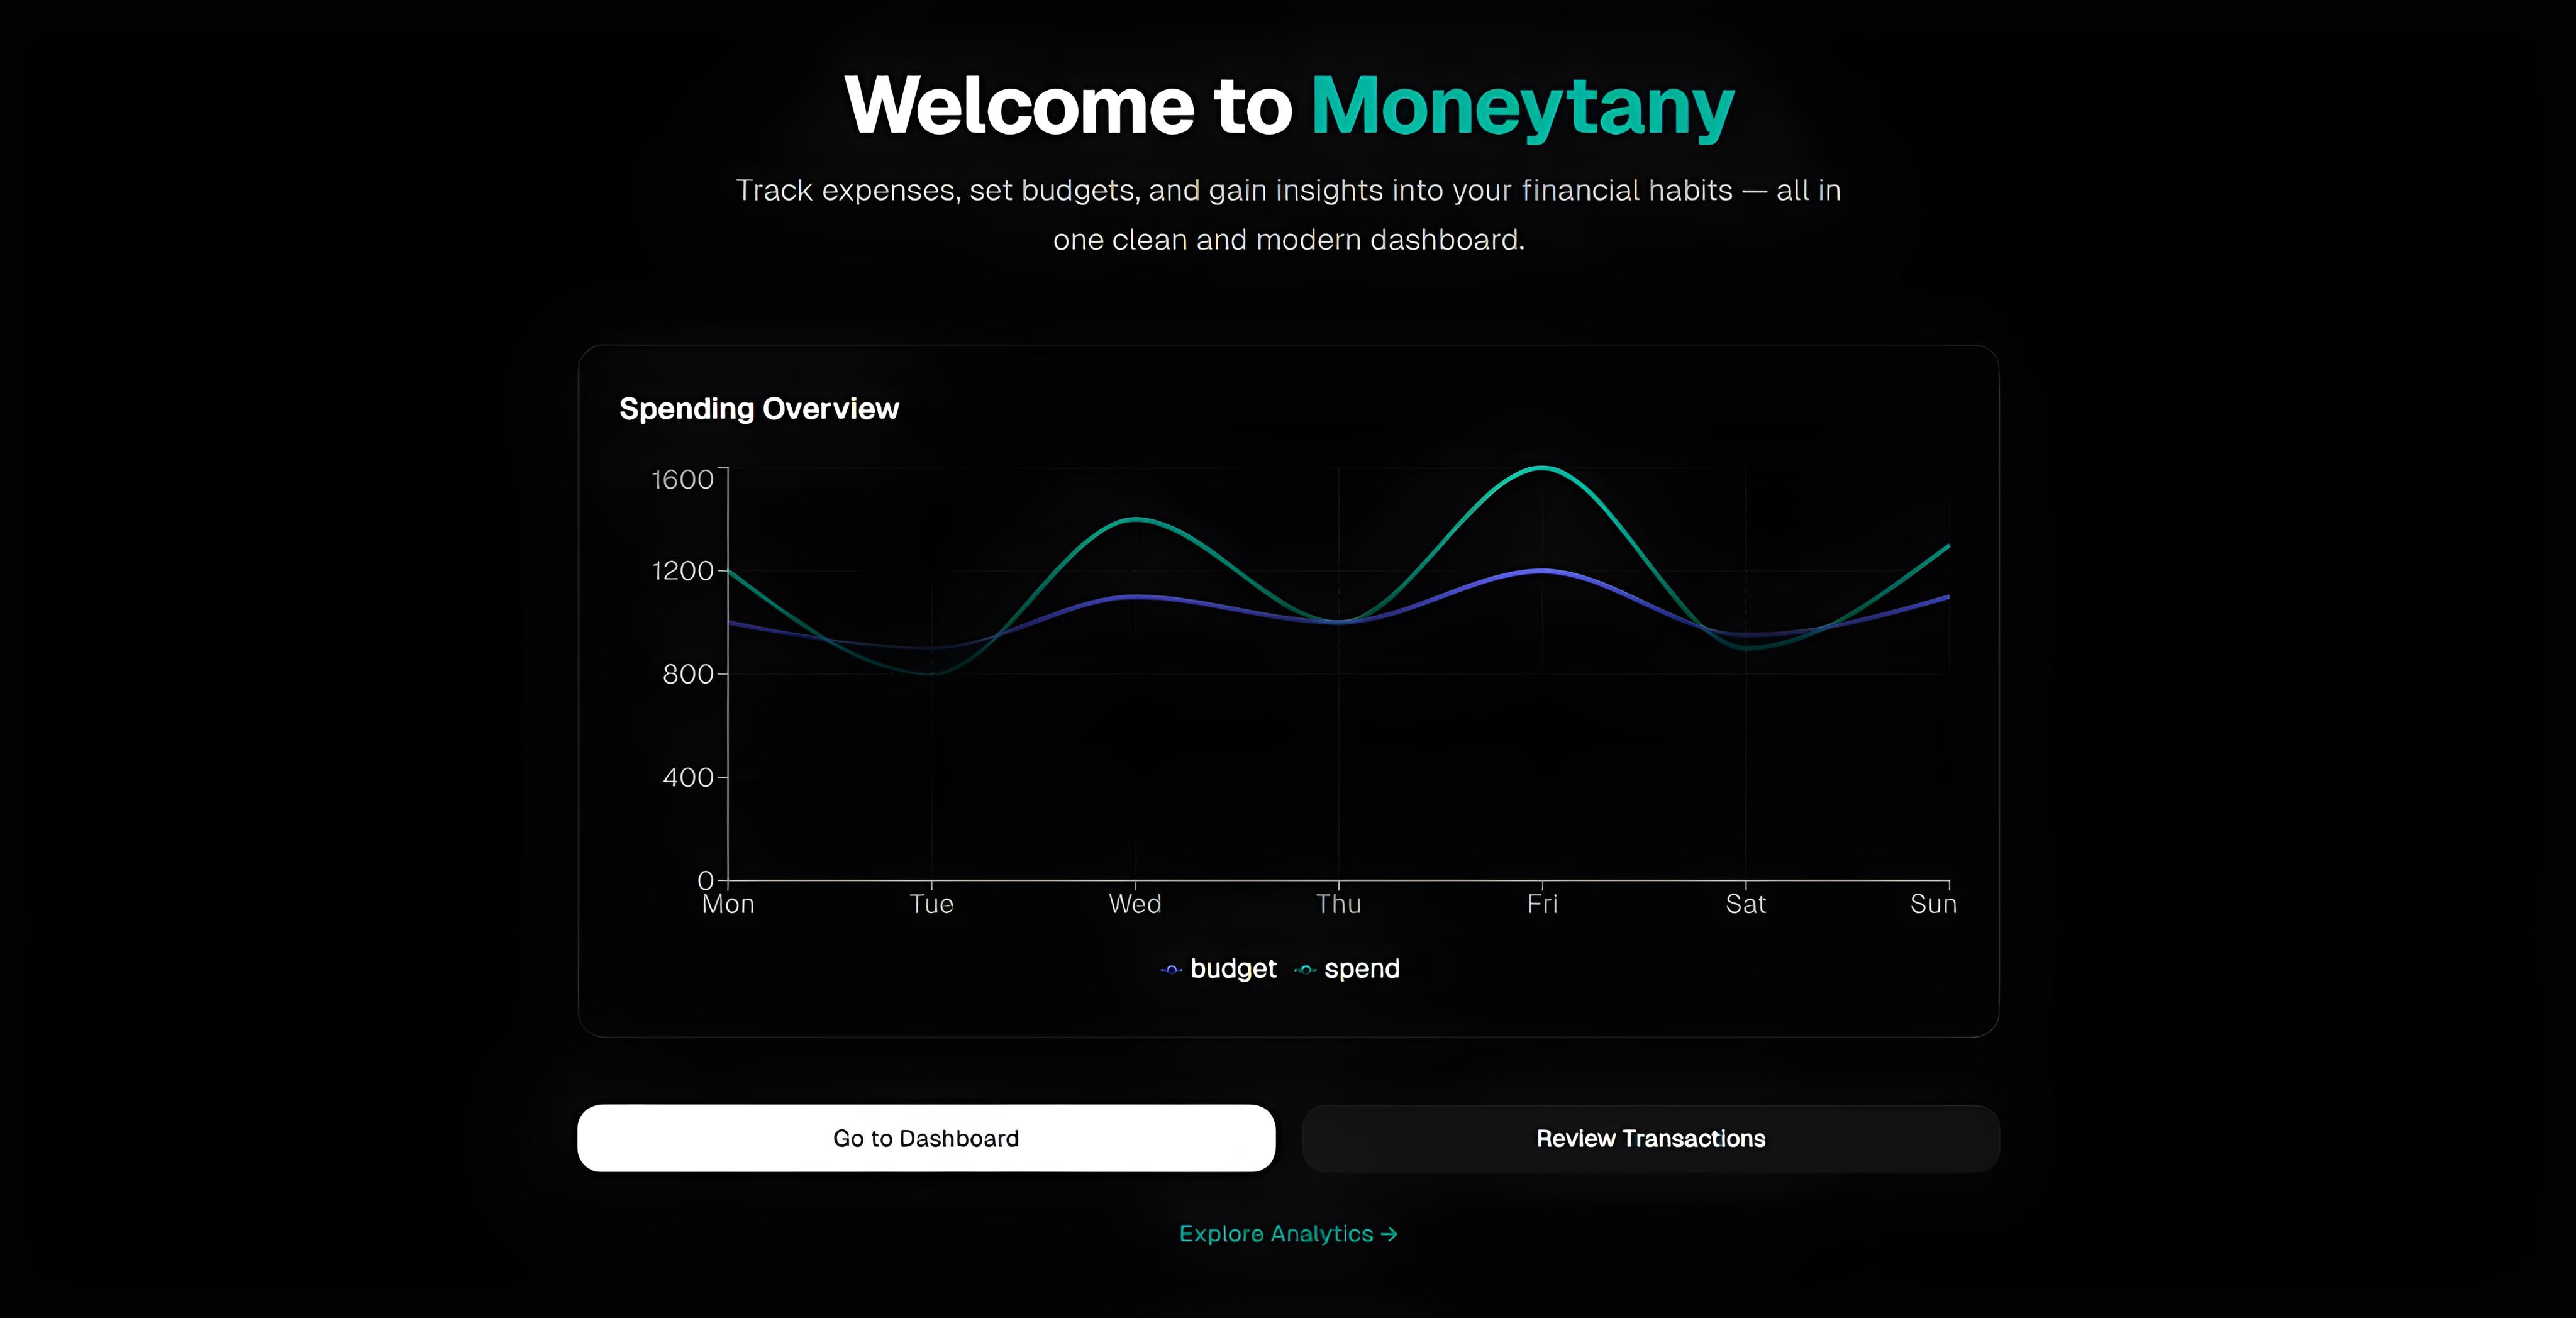 Welcome to Moneytany
Track expenses, set budgets, and gain insights into your financial habits — all in
one clean and modern dashboard.
Spending Overview
1600
1200
800
400
0
Mon Tue Wed Thu Fri Sat Sun
budget spend
Go to Dashboard Review Transactions
Explore Analytics →